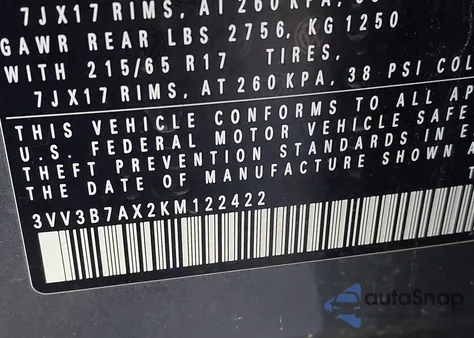 7JX17 RIMS, AT 260 KPA, 38
GAWR REAR LBS 2756, KG 1250
WITH 215/65 R17 TIRES,
7JX17 RIMS, AT 260 KPA, 38 PSI COL
THIS VEHICLE CONFORMS TO ALL AP
U.S. FEDERAL MOTOR VEHICLE SAFE
THEFT PREVENTION STANDARDS IN E
THE DATE OF MANUFACTURE SHOWN A
T
3VV3B7AX2KM122422
autoSnap